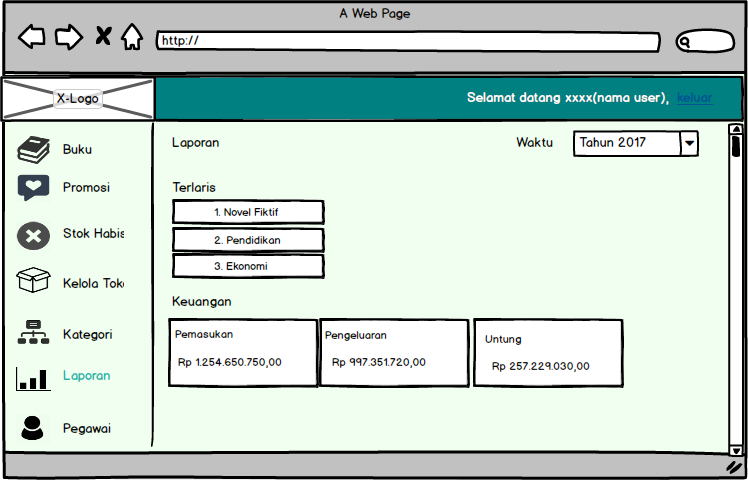 A Web Page
http://
X-Logo
Selamat datang xxxx(nama user), keluar
Buku
Promosi
Stok Habis
Kelola Toko
Kategori
Laporan
Pegawai
Laporan
Waktu
Tahun 2017
Terlaris
1. Novel Fiktif
2. Pendidikan
3. Ekonomi
Keuangan
Pemasukan
Rp 1.254.650.750,00
Pengeluaran
Rp 997.351.720,00
Untung
Rp 257.229.030,00